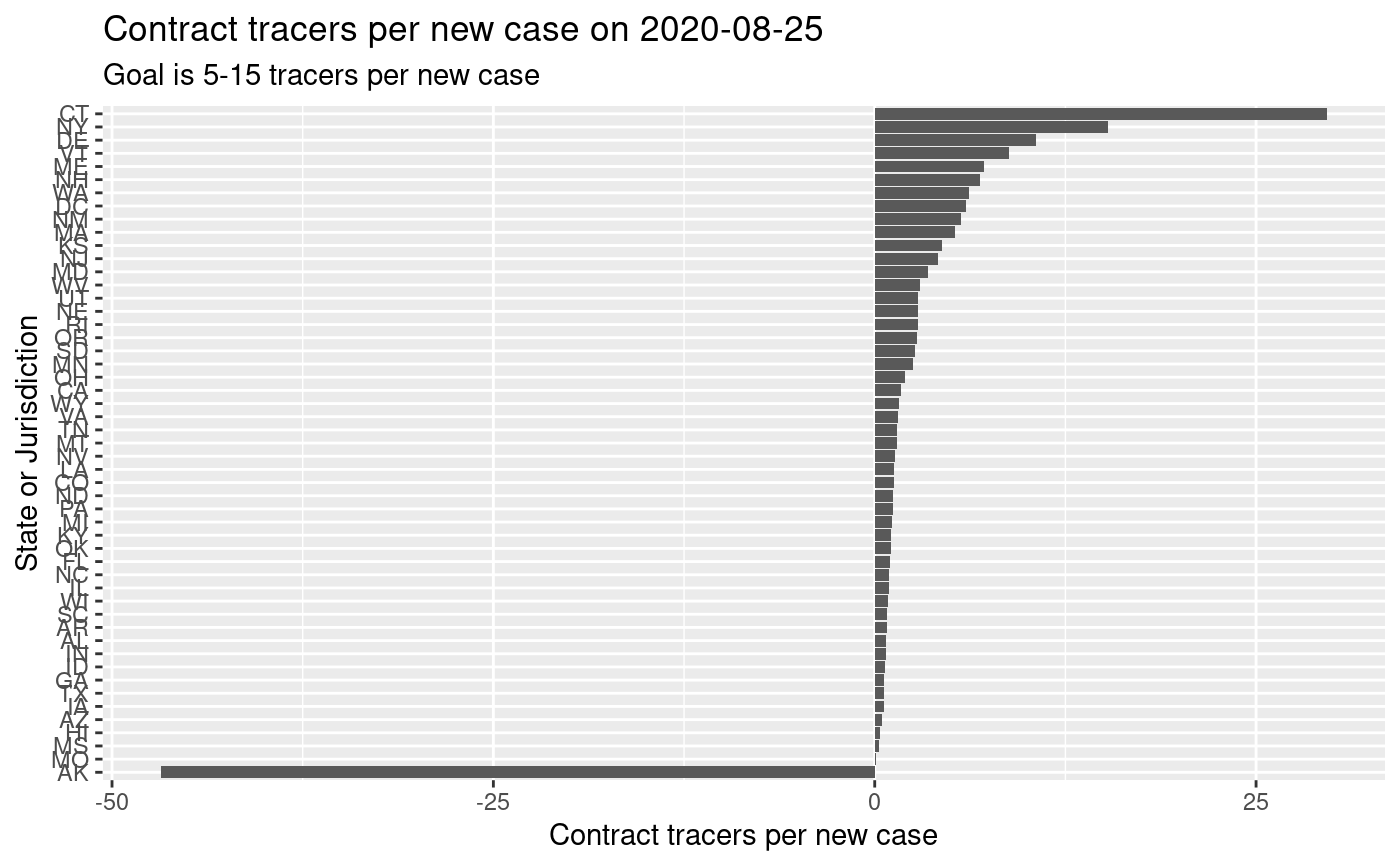 Contract tracers per new case on 2020-08-25
Goal is 5-15 tracers per new case
State or Jurisdiction
CT
NY
DE
VT
ME
NH
WA
DC
NM
MA
KS
NJ
MD
WV
UT
NE
RI
OR
SD
MN
OH
CA
WY
VA
TN
MT
NV
LA
CO
ND
PA
MI
KY
OK
FL
NC
IL
WI
SC
AR
AL
IN
ID
GA
TX
IA
AZ
HI
MS
MO
AK
-50 -25 0 25
Contract tracers per new case